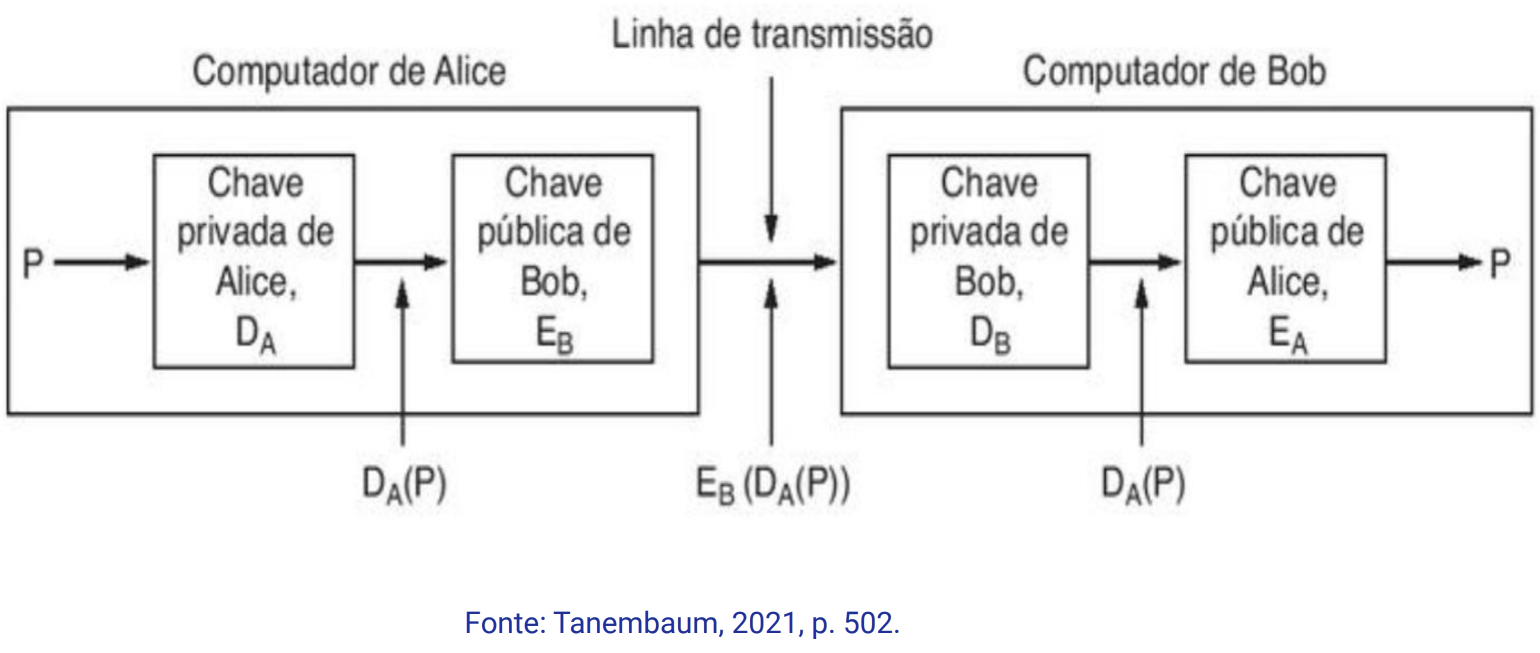 Linha de transmissão
Computador de Alice
Computador de Bob
P
Chave
privada de
Alice,
D_A
Chave
pública de
Bob,
E_B
Chave
privada de
Bob,
D_B
Chave
pública de
Alice,
E_A
P
D_A(P)
E_B (D_A(P))
D_A(P)
Fonte: Tanembaum, 2021, p. 502.